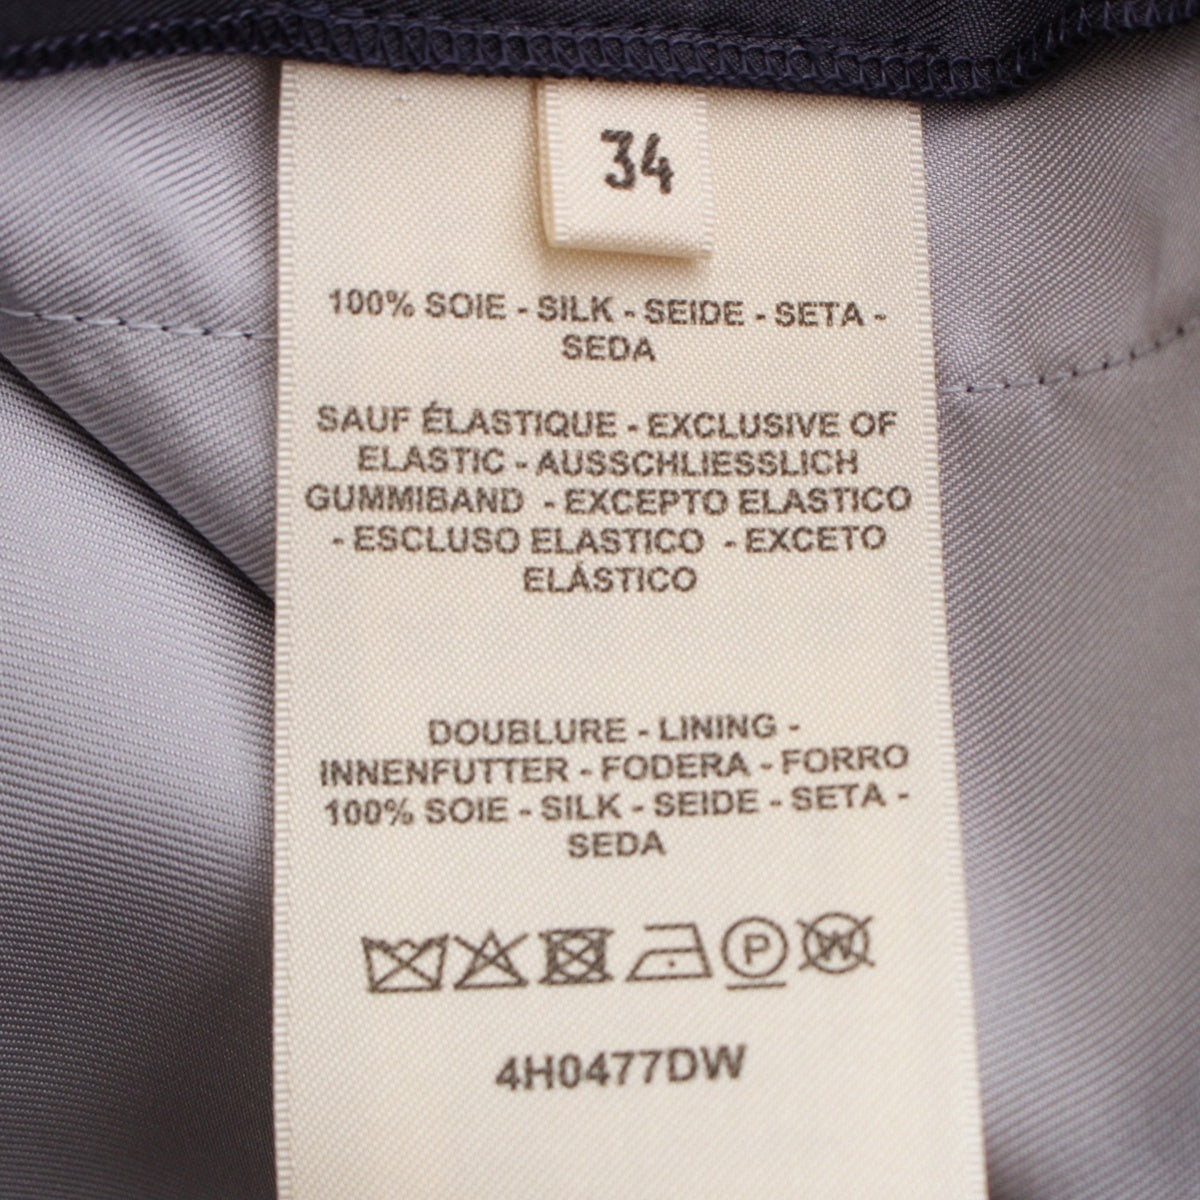 34
100% SOIE - SILK - SEIDE - SETA -
SEDA
SAUF ÉLASTIQUE - EXCLUSIVE OF
ELASTIC - AUSSCHLIESSLICH
GUMMIBAND - EXCEPTO ELASTICO
- ESCLUSO ELASTICO - EXCETO
ELÁSTICO
DOUBLURE - LINING -
INNENFUTTER - FODERA - FORRO
100% SOIE - SILK - SEIDE - SETA -
SEDA
P W
4H0477DW